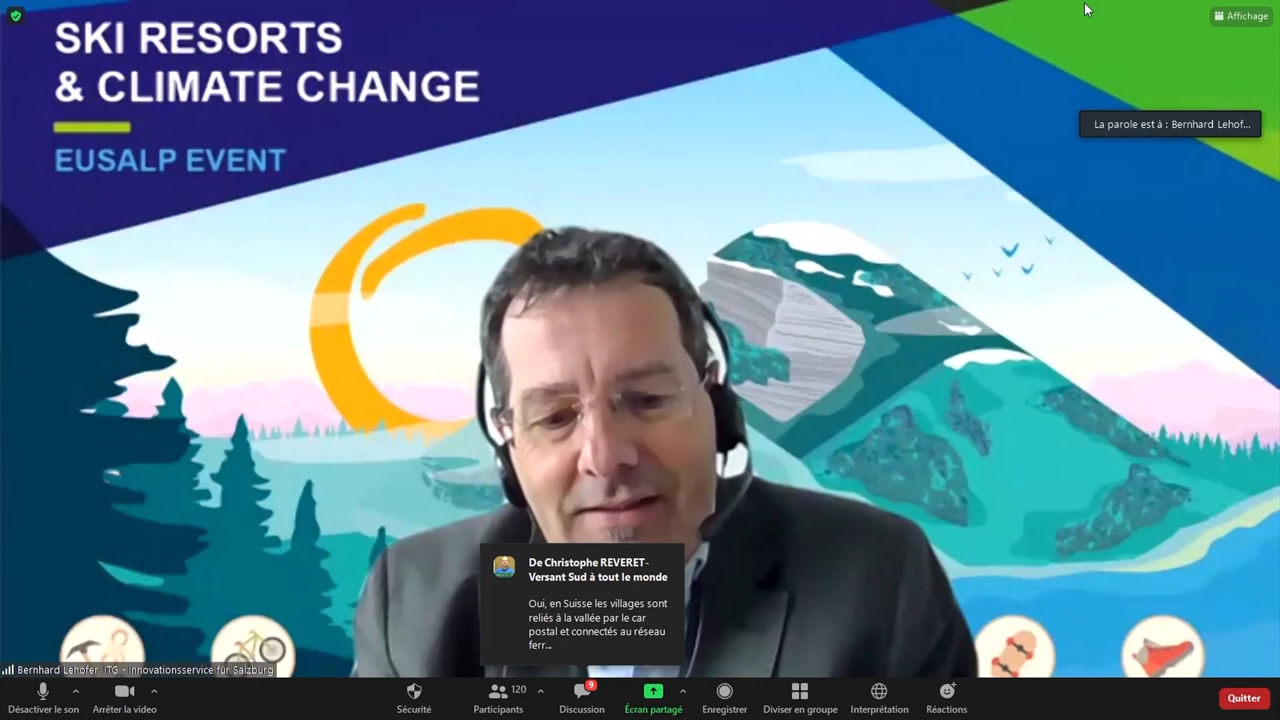 SKI RESORTS
& CLIMATE CHANGE
EUSALP EVENT
Affichage
La parole est à : Bernhard Lehof...
De Christophe REVERET-
Versant Sud à tout le monde
Oui, en Suisse les villages sont
reliés à la vallée par le car
postal et connectés au réseau
ferr...
Bernhard Lehofer, ITG - Innovationsservice für Salzburg
120
9
Désactiver le son
Arrêter la video
Sécurité
Participants
Discussion
Écran partagé
Enregistrer
Diviser en groupe
Interprétation
Réactions
Quitter